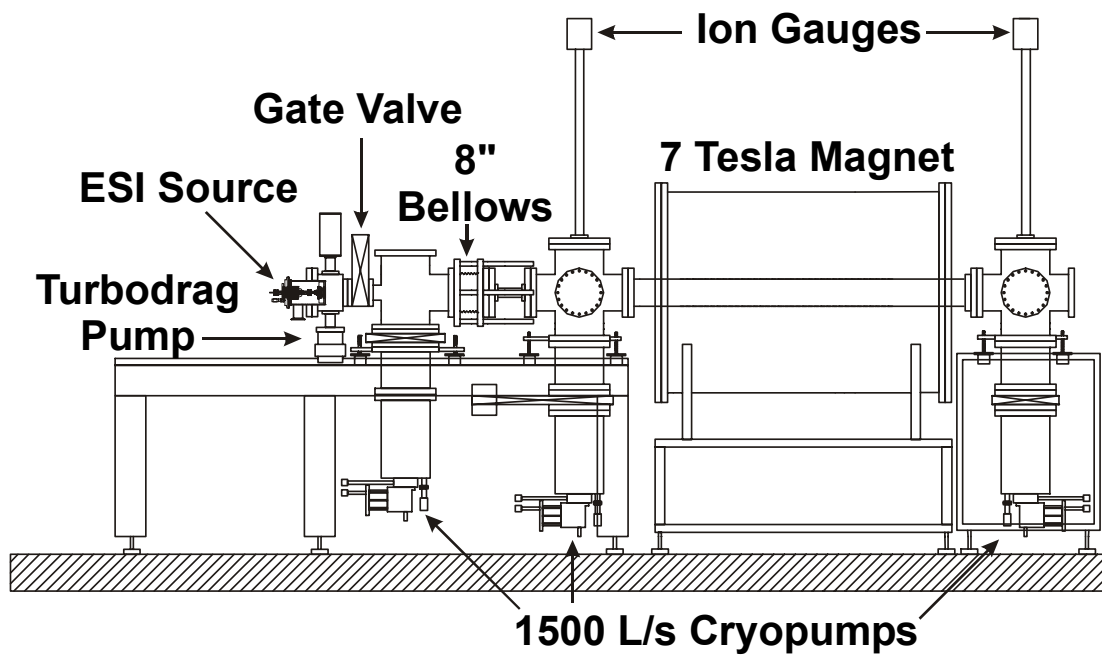 Ion Gauges
Gate Valve
8"
Bellows
7 Tesla Magnet
ESI Source
Turbodrag
Pump
1500 L/s Cryopumps